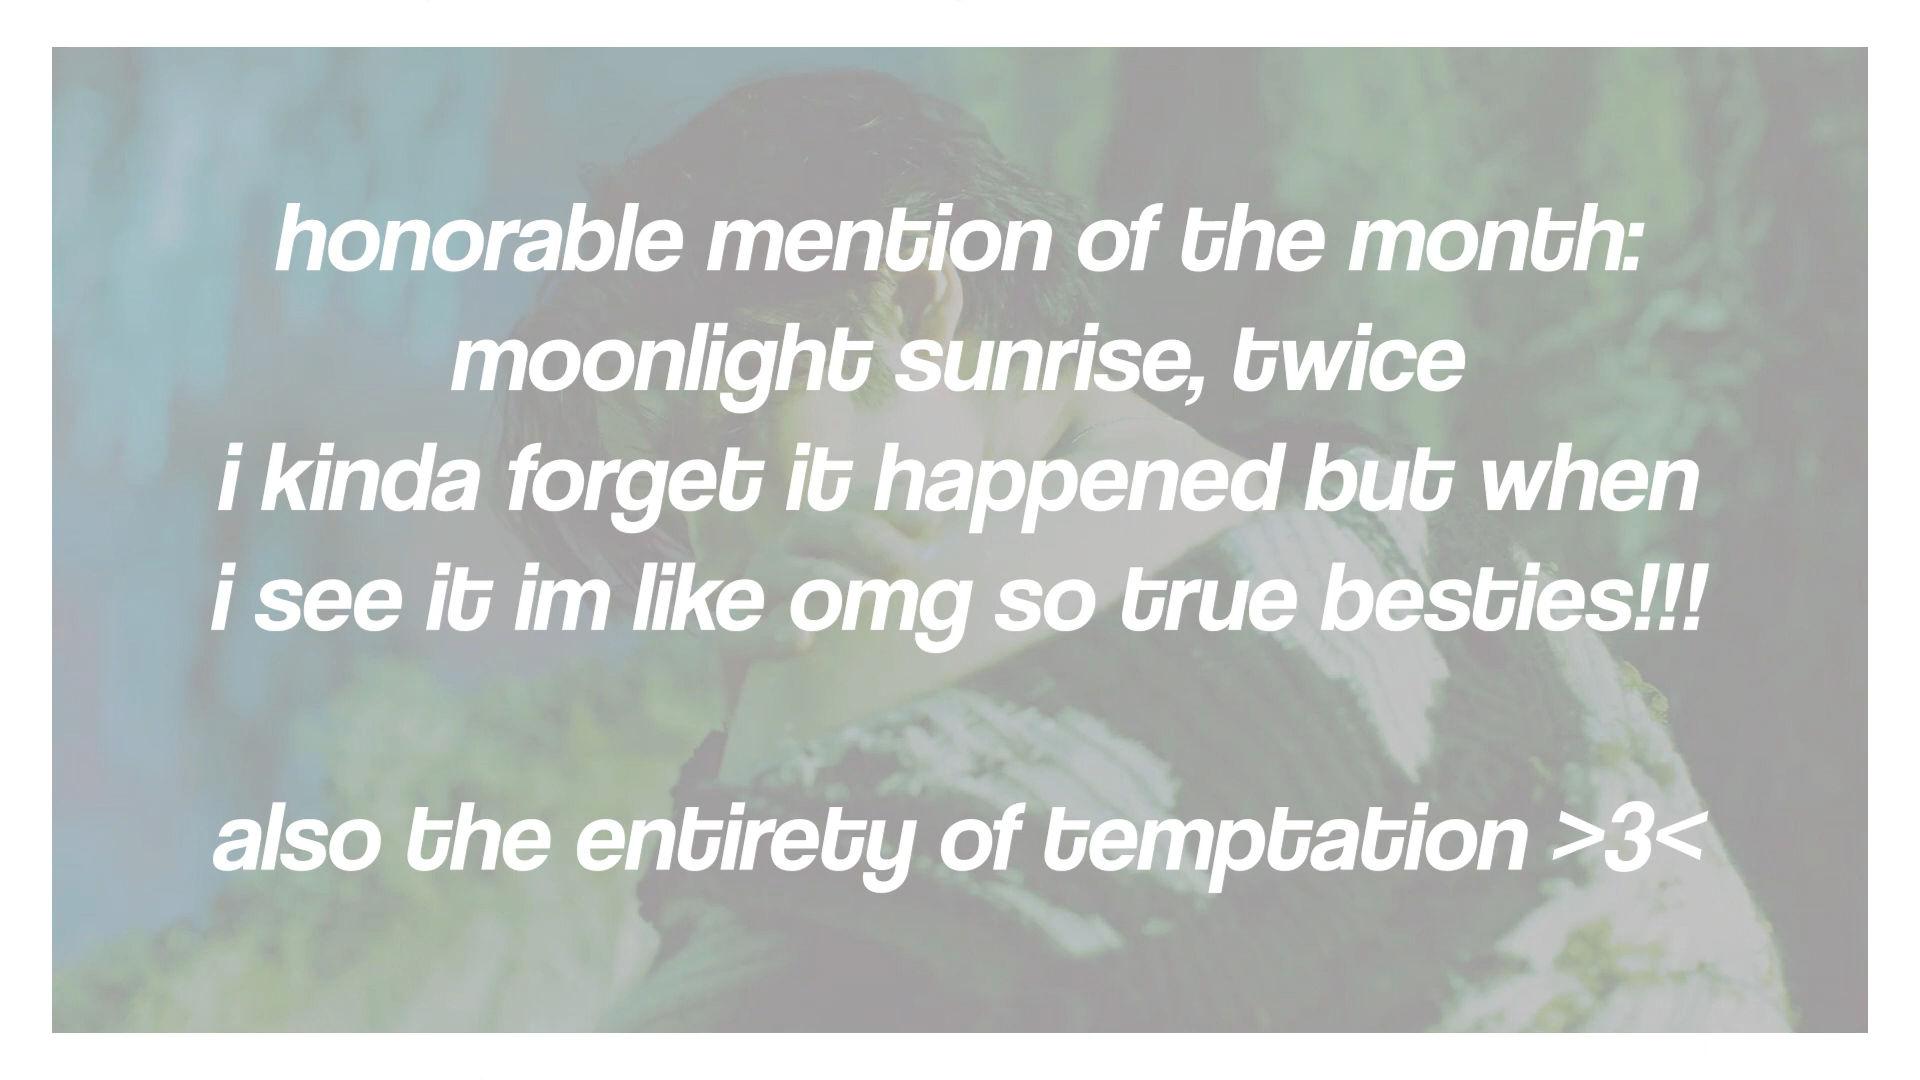 honorable mention of the month:
moonlight sunrise, twice
i kinda forget it happened but when
i see it im like omg so true besties!!!
also the entirety of temptation >3<